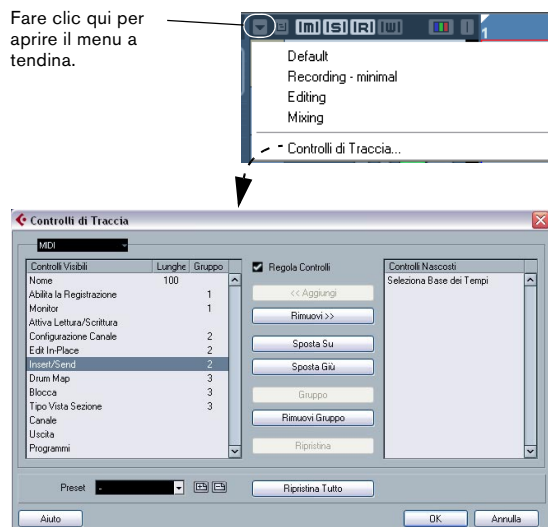 Fare clic qui per
aprire il menu a
tendina.
m S R W
1
Default
Recording - minimal
Editing
Mixing
Controlli di Traccia...
Controlli di Traccia
MIDI
Controlli Visibili Lunghe Gruppo
Nome 100
Abilita la Registrazione 1
Monitor 1
Attiva Lettura/Scrittura
Configurazione Canale 2
Edit In-Place 2
Insert/Send 2
Drum Map 3
Blocca 3
Tipo Vista Sezione 3
Canale
Uscita
Programmi
Regola Controlli
<< Aggiungi
Rimuovi >>
Sposta Su
Sposta Giù
Gruppo
Rimuovi Gruppo
Ripristina
Controlli Nascosti
Seleziona Base dei Tempi
Preset -
Ripristina Tutto
Aiuto
OK
Annulla